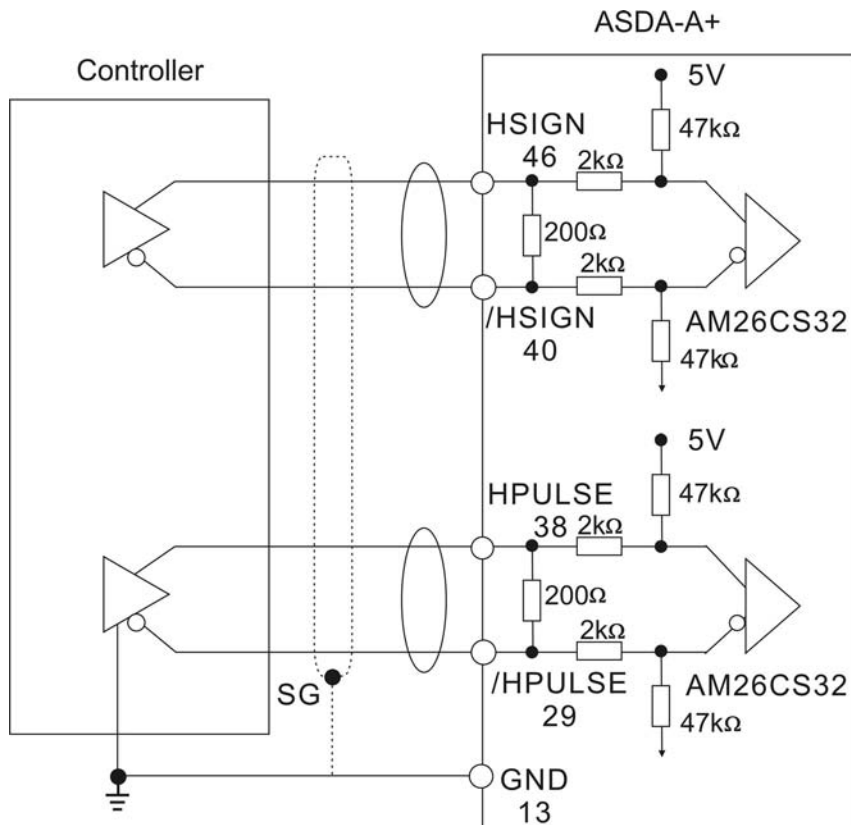 ASDA-A+
Controller
5V
HSIGN
46
2kΩ
47kΩ
200Ω
2kΩ
/HSIGN
40
AM26CS32
47kΩ
5V
HPULSE
38
2kΩ
47kΩ
200Ω
2kΩ
SG
/HPULSE
29
AM26CS32
47kΩ
GND
13